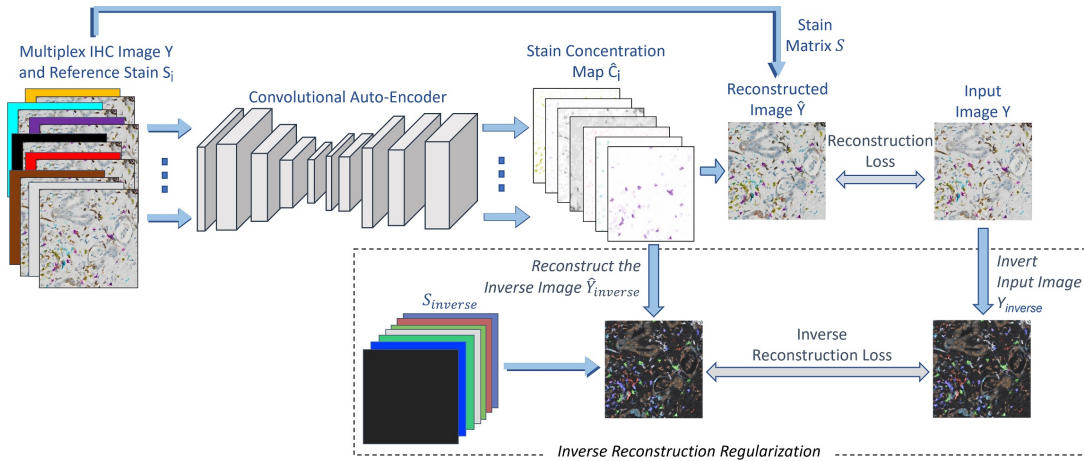 Multiplex IHC Image Y
and Reference Stain Sᵢ
Convolutional Auto-Encoder
Stain Concentration
Map Ĉᵢ
Stain
Matrix S
Reconstructed
Image Ŷ
Input
Image Y
Reconstruction
Loss
Reconstruct the
Inverse Image Ŷinverse
Invert
Input Image
Yinverse
Sinverse
Inverse
Reconstruction Loss
Inverse Reconstruction Regularization